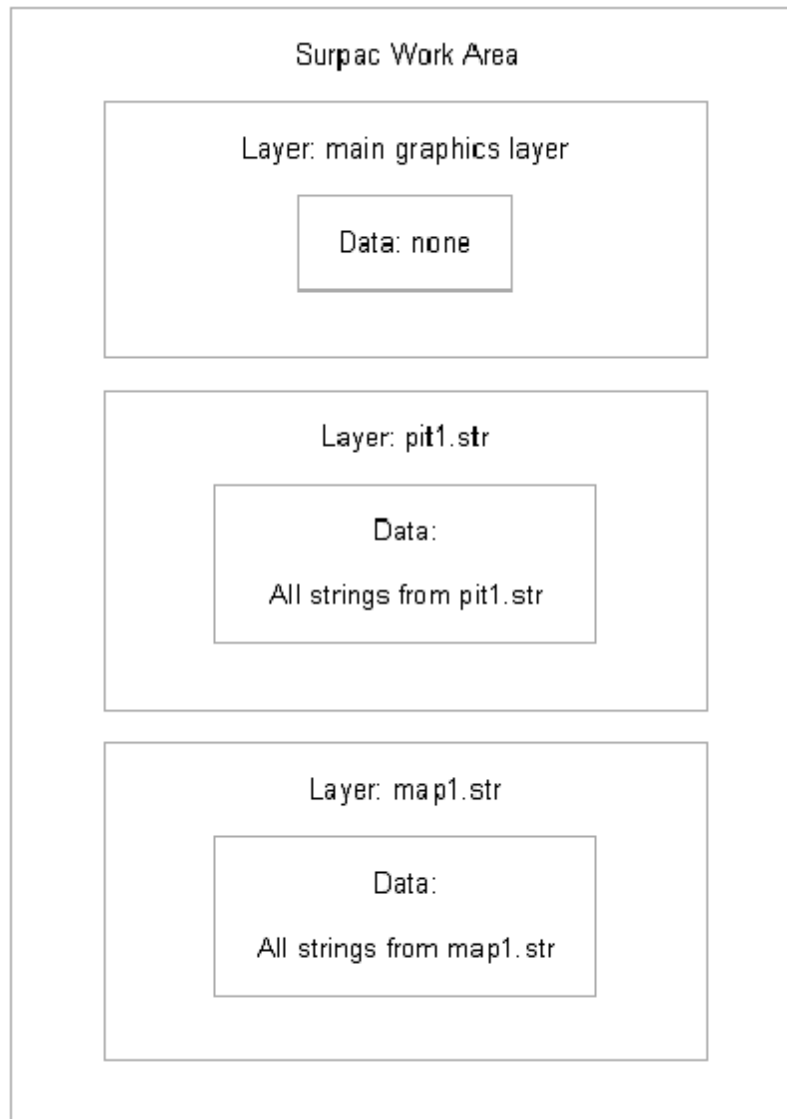 Surpac Work Area
Layer: main graphics layer
Data: none
Layer: pit1.str
Data:
All strings from pit1.str
Layer: map1.str
Data:
All strings from map1.str